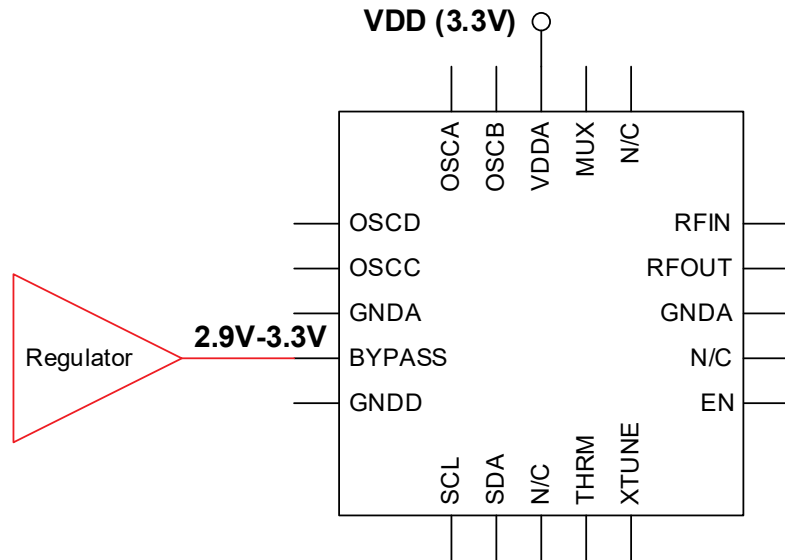 VDD (3.3V)
OSCA
OSCB
VDDA
MUX
N/C
OSCD
OSCC
GNDA
BYPASS
GNDD
RFIN
RFOUT
GNDA
N/C
EN
Regulator
2.9V-3.3V
SCL
SDA
N/C
THRM
XTUNE